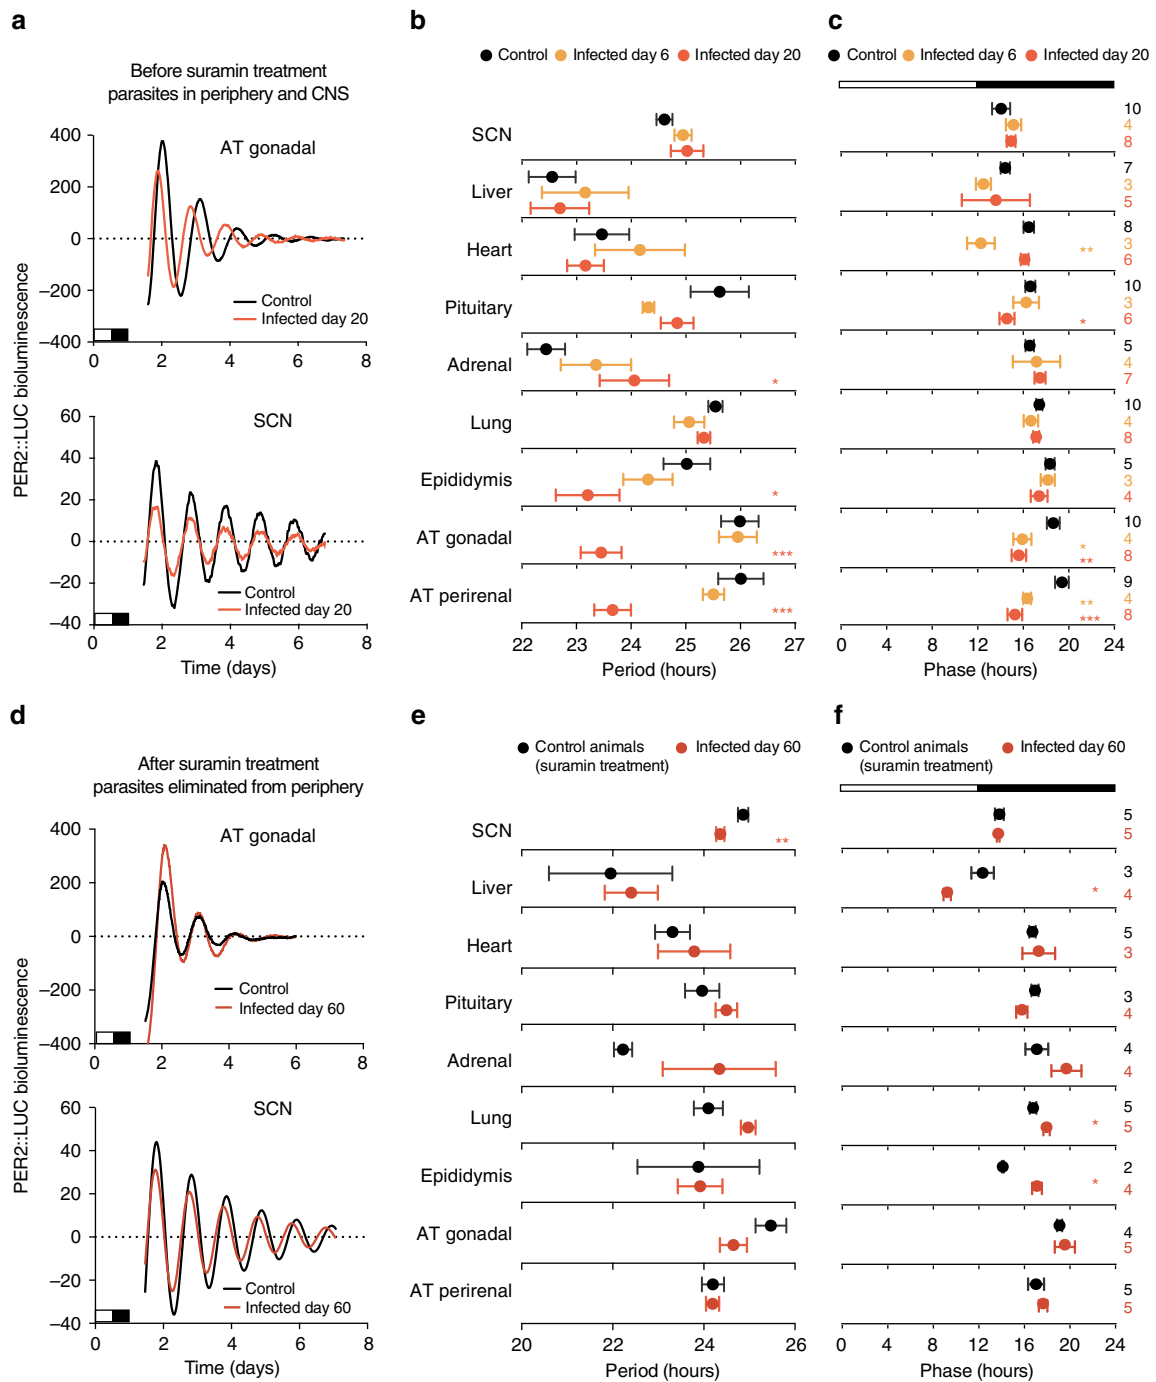 a
Before suramin treatment
parasites in periphery and CNS
AT gonadal
400
200
0
−200
−400
Control
Infected day 20
0 2 4 6 8
SCN
60
40
20
0
−20
−40
Control
Infected day 20
0 2 4 6 8
Time (days)
PER2::LUC bioluminescence
b
Control Infected day 6 Infected day 20
SCN
Liver
Heart
Pituitary
Adrenal
*
Lung
Epididymis
*
AT gonadal
***
AT perirenal
***
22 23 24 25 26 27
Period (hours)
c
Control Infected day 6 Infected day 20
10
4
8
7
3
5
8
3
**
6
10
3
6
*
5
4
7
10
4
8
5
3
4
10
4
*
8
**
9
4
**
8
***
0 4 8 12 16 20 24
Phase (hours)
d
After suramin treatment
parasites eliminated from periphery
AT gonadal
400
200
0
−200
−400
Control
Infected day 60
0 2 4 6 8
SCN
60
40
20
0
−20
−40
Control
Infected day 60
0 2 4 6 8
Time (days)
PER2::LUC bioluminescence
e
Control animals
(suramin treatment)
Infected day 60
SCN
**
Liver
Heart
Pituitary
Adrenal
Lung
Epididymis
AT gonadal
AT perirenal
20 22 24 26
Period (hours)
f
Control animals
(suramin treatment)
Infected day 60
5
5
3
4
*
5
3
3
4
4
4
5
5
*
2
4
*
4
5
5
5
0 4 8 12 16 20 24
Phase (hours)